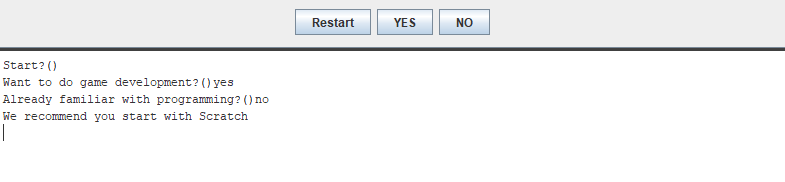 Restart YES NO
Start?()
Want to do game development?()yes
Already familiar with programming?()no
We recommend you start with Scratch